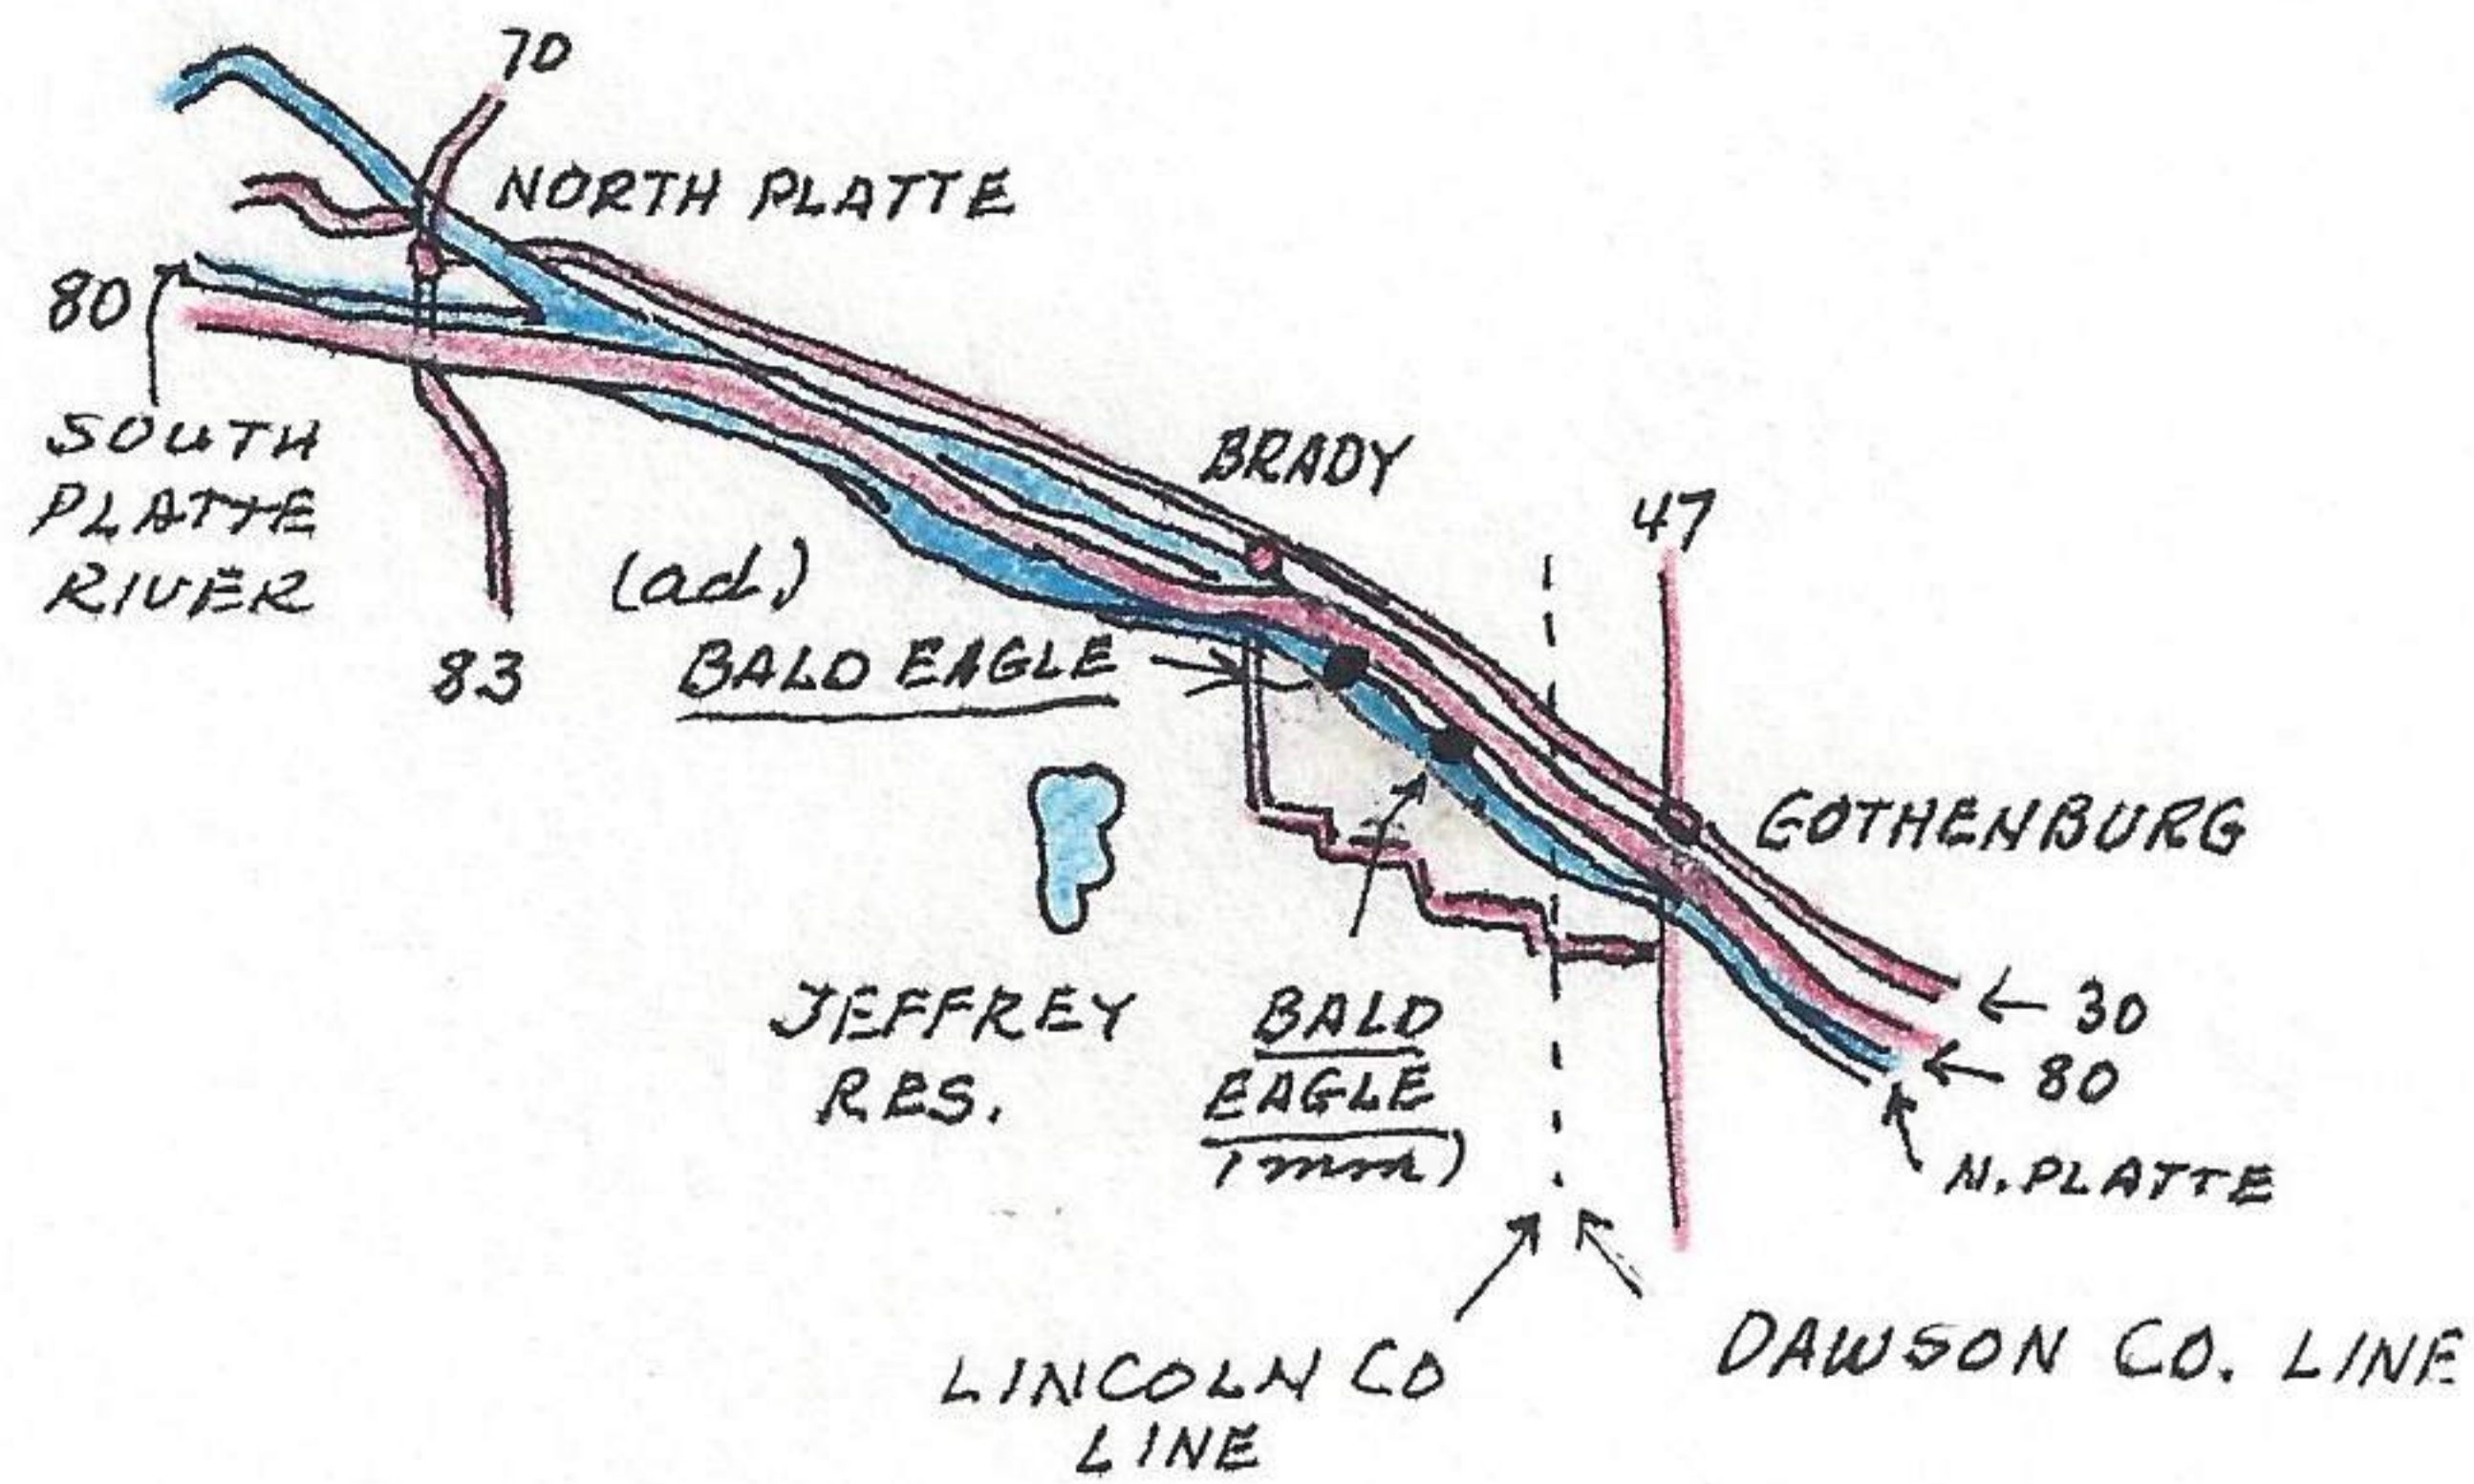 70
NORTH PLATTE
80
SOUTH
PLATTE
RIVER
83
BRADY
47
(ad.)
BALD EAGLE
GOTHENBURG
JEFFREY
RES.
BALD
EAGLE
← 30
← 80
N. PLATTE
LINCOLN CO
LINE
DAWSON CO. LINE